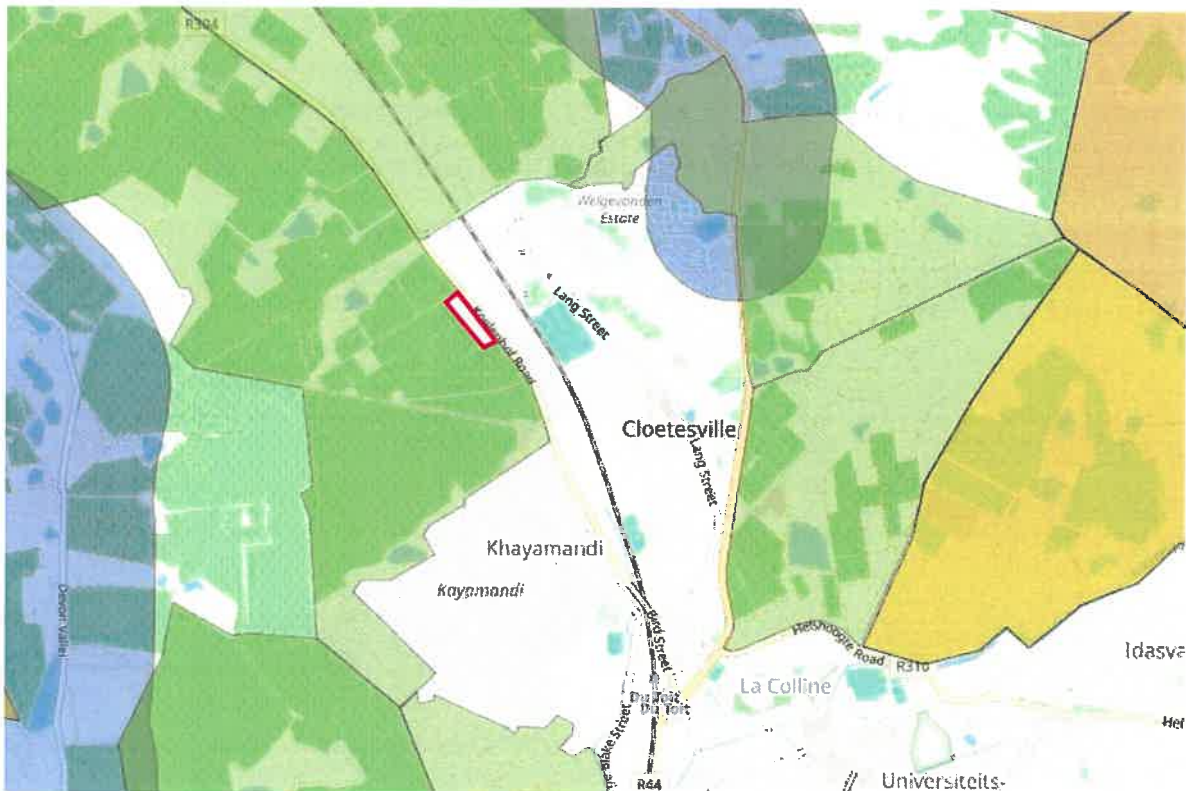 R304
Welgevonden
Estate
Lang Street
Road
Cloetesville
Lang Street
Khayamandi
Kayamandi
Devon Valley
Bird Street
Helshoogte Road
R310
Idasva
La Colline
Du Toit
Du Toit
Hel
R44
Universiteits-